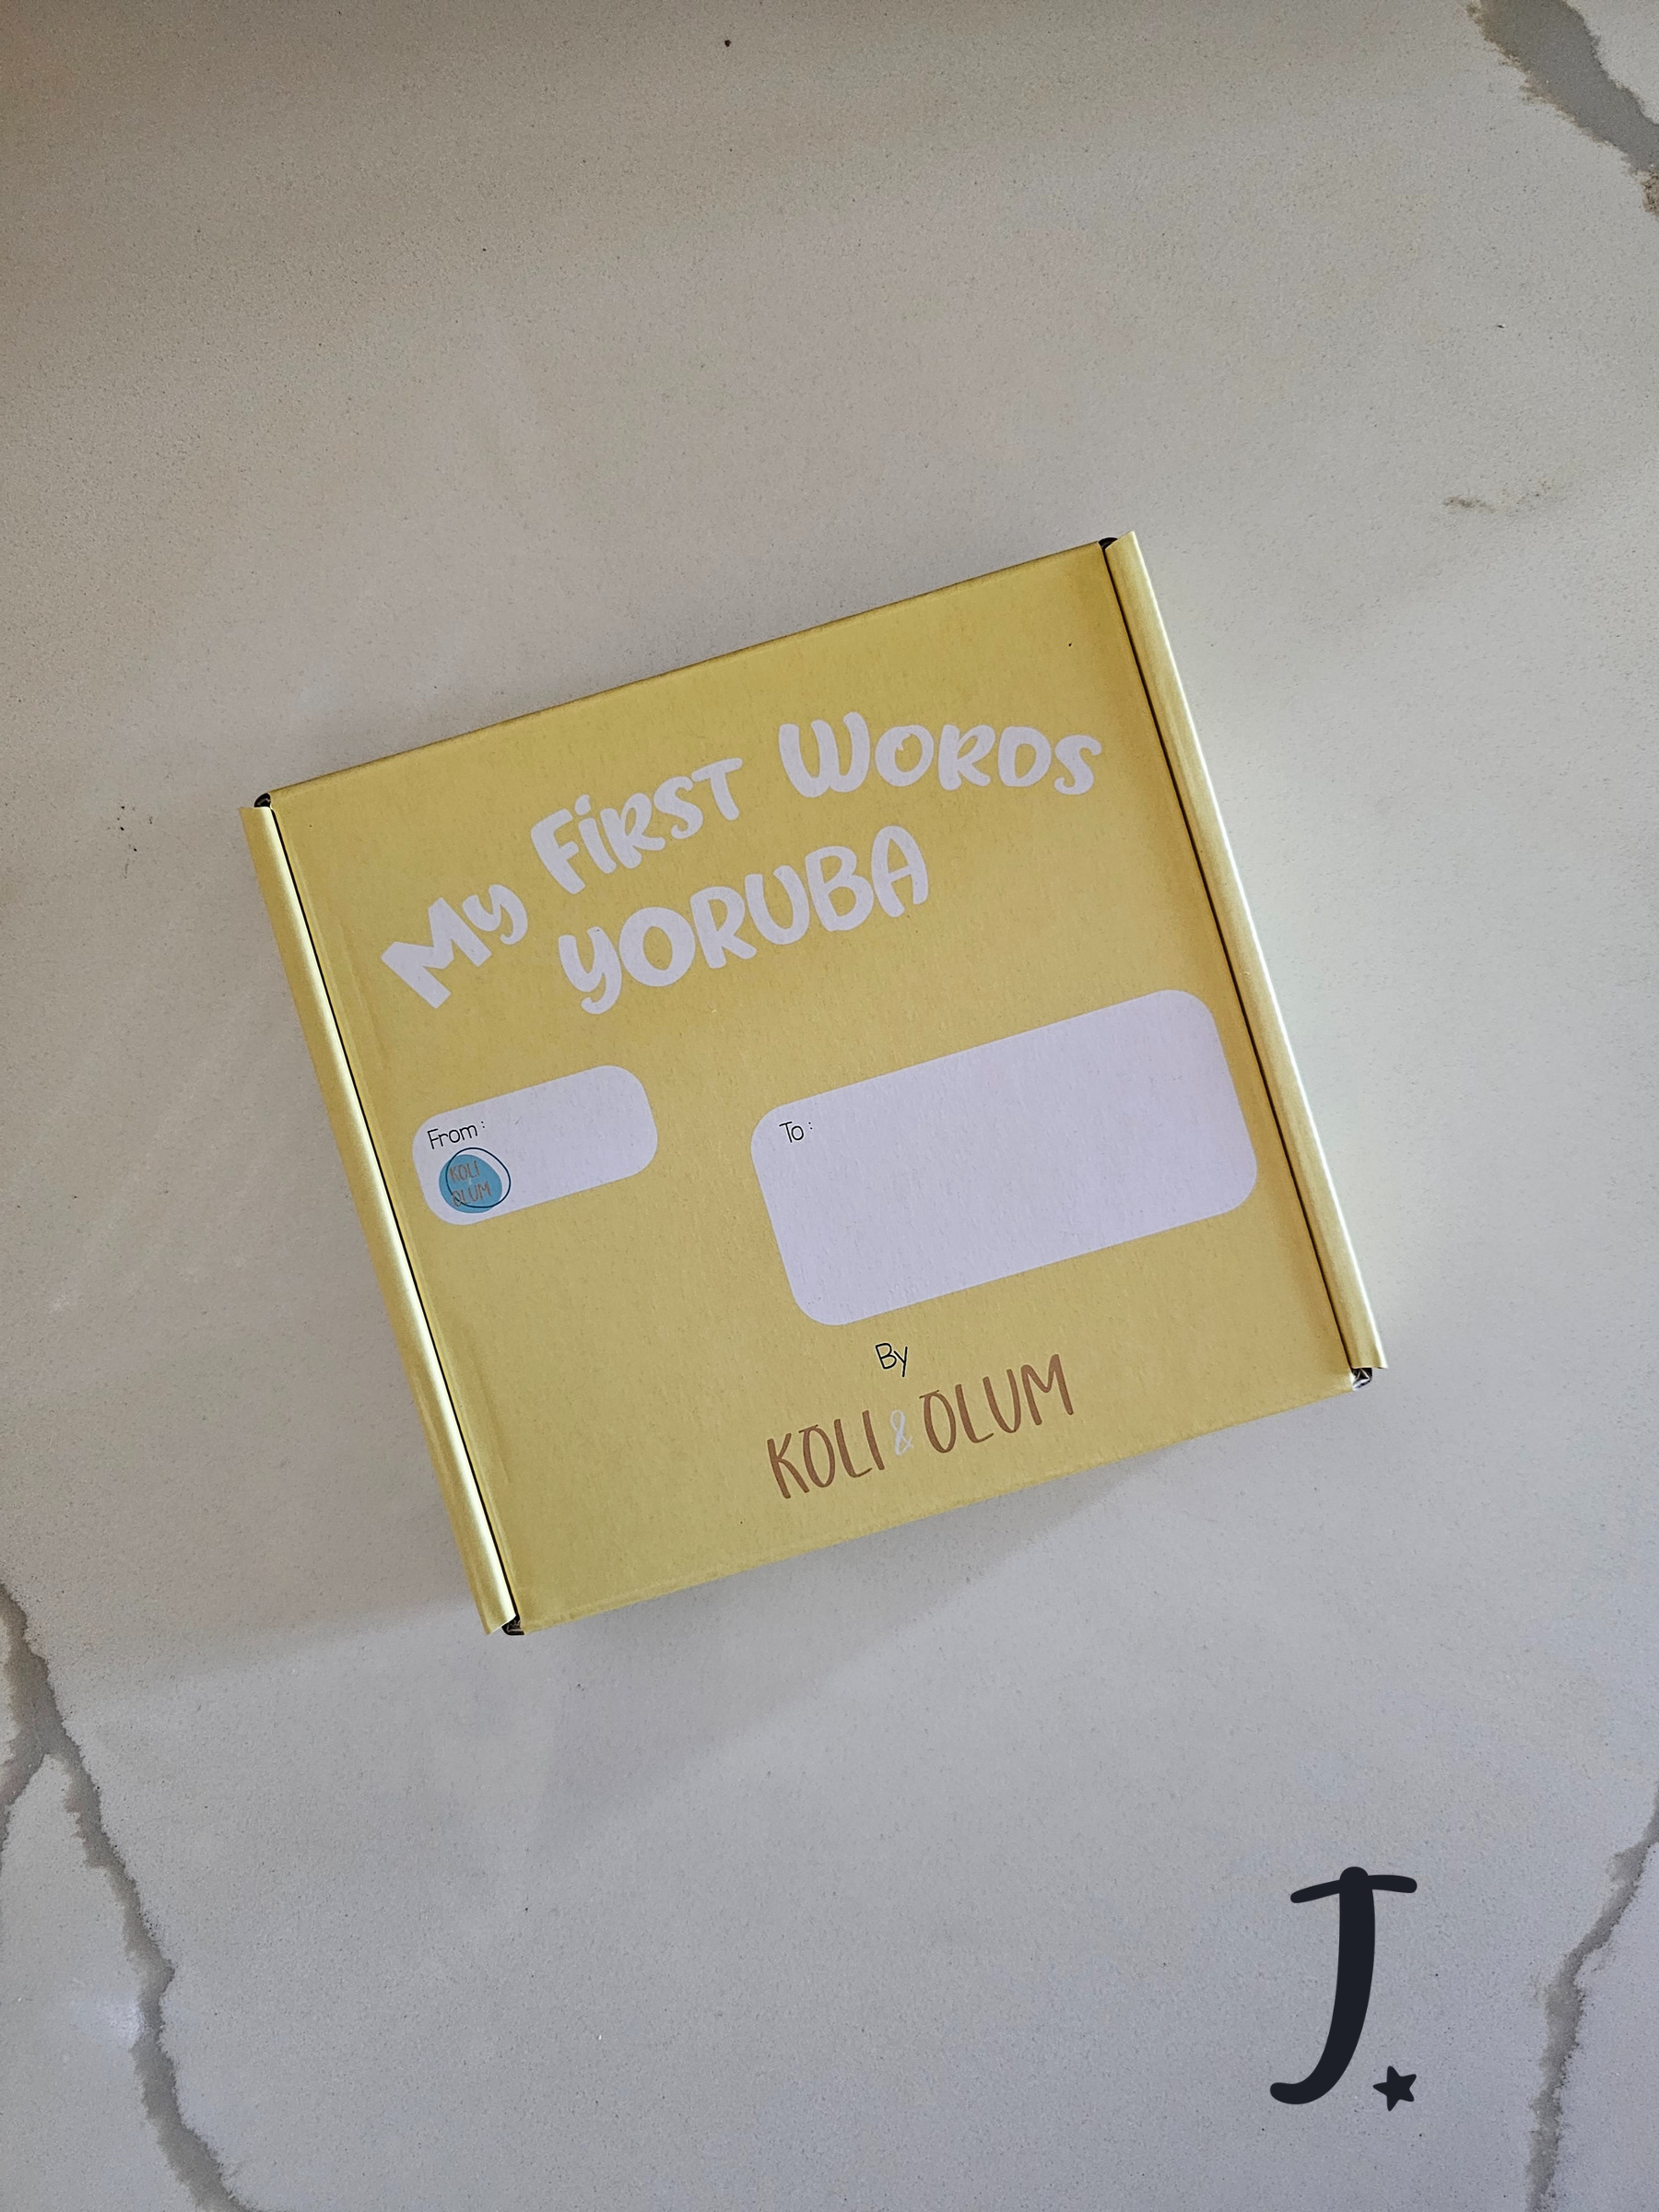 My First Words
YORUBA
From:
KOLI
OLUM
To:
By
KOLI & OLUM
J.